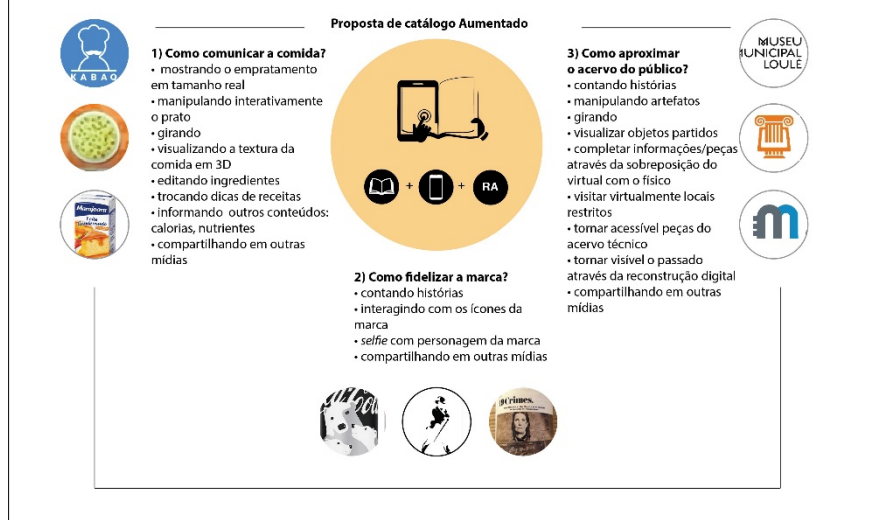 Proposta de catálogo Aumentado
KABAQ
1) Como comunicar a comida?
• mostrando o empratamento
em tamanho real
• manipulando interativamente
o prato
• girando
• visualizando a textura da
comida em 3D
• editando ingredientes
• trocando dicas de receitas
• informando outros conteúdos:
calorias, nutrientes
• compartilhando em outras
mídias
+ + RA
2) Como fidelizar a marca?
• contando histórias
• interagindo com os ícones da
marca
• selfie com personagem da marca
• compartilhando em outras mídias
19Crimes.
3) Como aproximar
o acervo do público?
• contando histórias
• manipulando artefatos
• girando
• visualizar objetos partidos
• completar informações/peças
através da sobreposição do
virtual com o físico
• visitar virtualmente locais
restritos
• tornar acessível peças do
acervo técnico
• tornar visível o passado
através da reconstrução digital
• compartilhando em outras
mídias
MUSEU
MUNICIPAL
LOULÉ
m